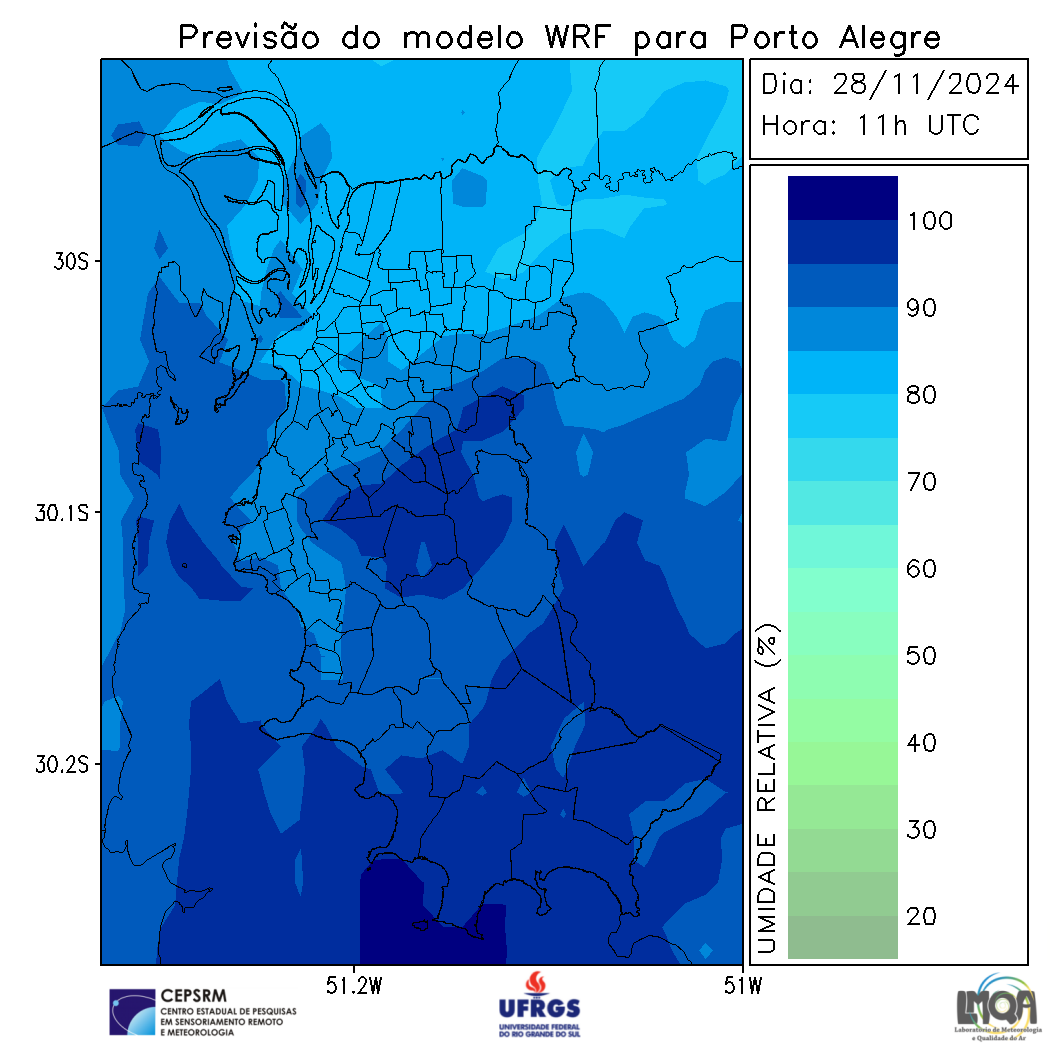 Previsão do modelo WRF para Porto Alegre
Dia: 28/11/2024
Hora: 11h UTC
30S
30.1S
30.2S
51.2W
51W
100
90
80
70
60
50
40
30
20
UMIDADE RELATIVA (%)
CEPSRM
CENTRO ESTADUAL DE PESQUISAS
EM SENSORIAMENTO REMOTO
E METEOROLOGIA
UFRGS
UNIVERSIDADE FEDERAL
DO RIO GRANDE DO SUL
LMQA
Laboratório de Meteorologia
e Qualidade do Ar